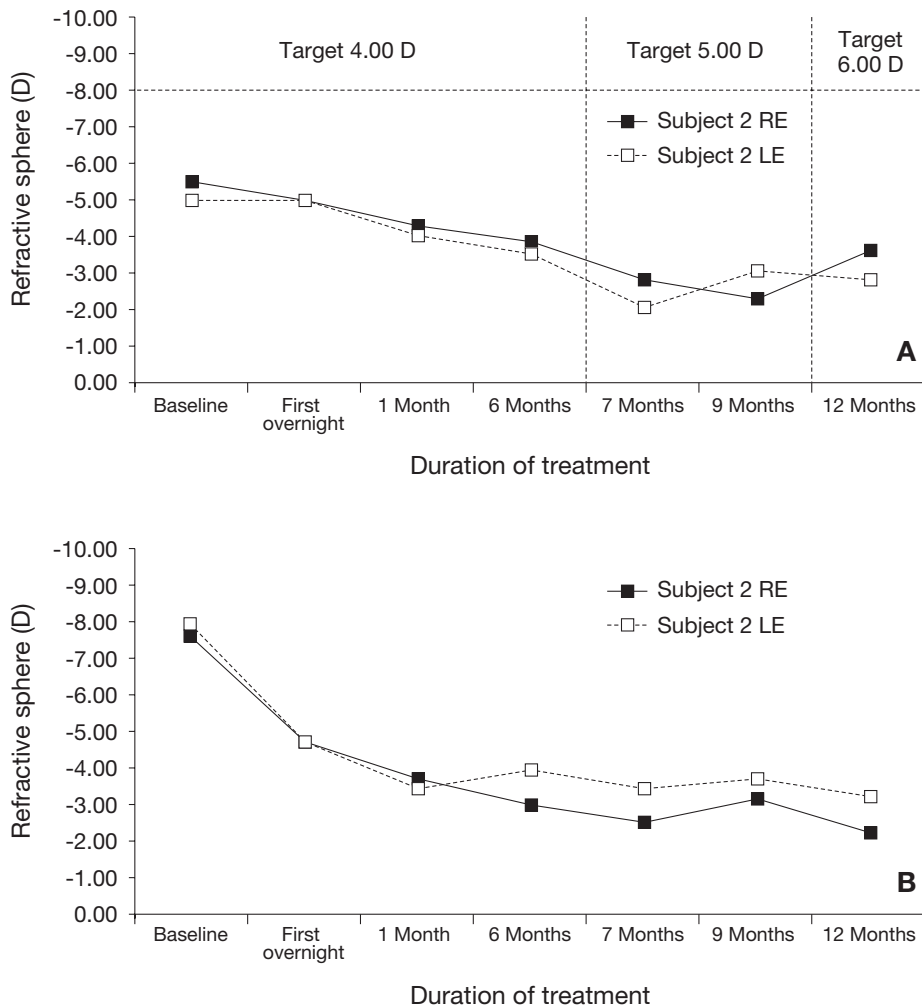 -10.00
-9.00
-8.00
-7.00
-6.00
-5.00
-4.00
-3.00
-2.00
-1.00
0.00
Refractive sphere (D)
Target 4.00 D
Target 5.00 D
Target
6.00 D
Subject 2 RE
Subject 2 LE
A
Baseline
First
overnight
1 Month
6 Months
7 Months
9 Months
12 Months
Duration of treatment
-10.00
-9.00
-8.00
-7.00
-6.00
-5.00
-4.00
-3.00
-2.00
-1.00
0.00
Refractive sphere (D)
Subject 2 RE
Subject 2 LE
B
Baseline
First
overnight
1 Month
6 Months
7 Months
9 Months
12 Months
Duration of treatment